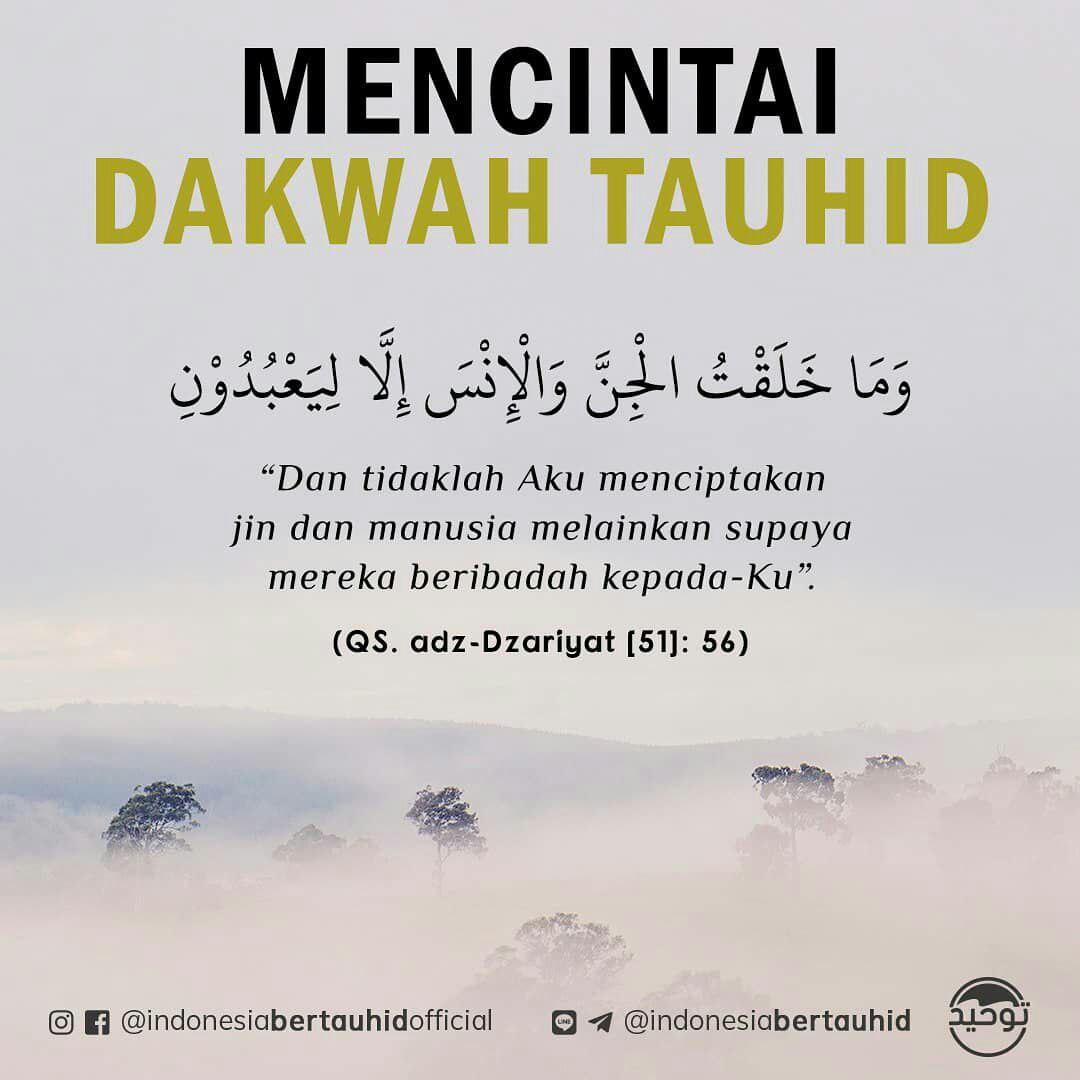 MENCINTAI
DAKWAH TAUHID
وَمَا خَلَقْتُ الْجِنَّ وَالْإِنْسَ إِلَّا لِيَعْبُدُوْنِ
“Dan tidaklah Aku menciptakan
jin dan manusia melainkan supaya
mereka beribadah kepada-Ku”.
(QS. adz-Dzariyat [51]: 56)
@indonesiabertauhidofficial
LINE @indonesiabertauhid
توحيد